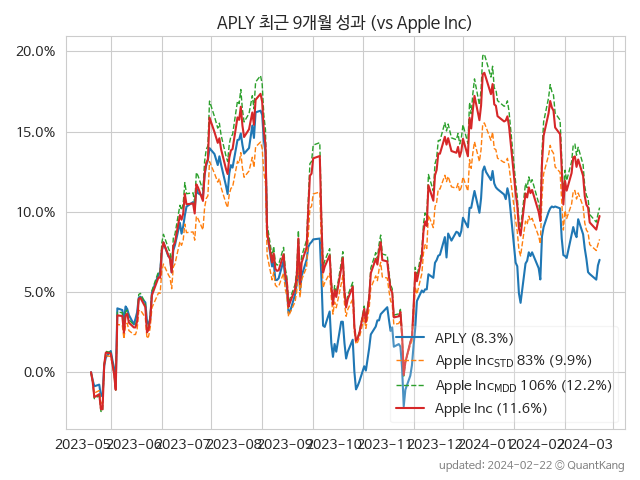 APLY 최근 9개월 성과 (vs Apple Inc)
20.0%
15.0%
10.0%
5.0%
0.0%
APLY (8.3%)
Apple IncSTD 83% (9.9%)
Apple IncMDD 106% (12.2%)
Apple Inc (11.6%)
2023-05 2023-06 2023-07 2023-08 2023-09 2023-10 2023-11 2023-12 2024-01 2024-02 2024-03
updated: 2024-02-22 © QuantKang